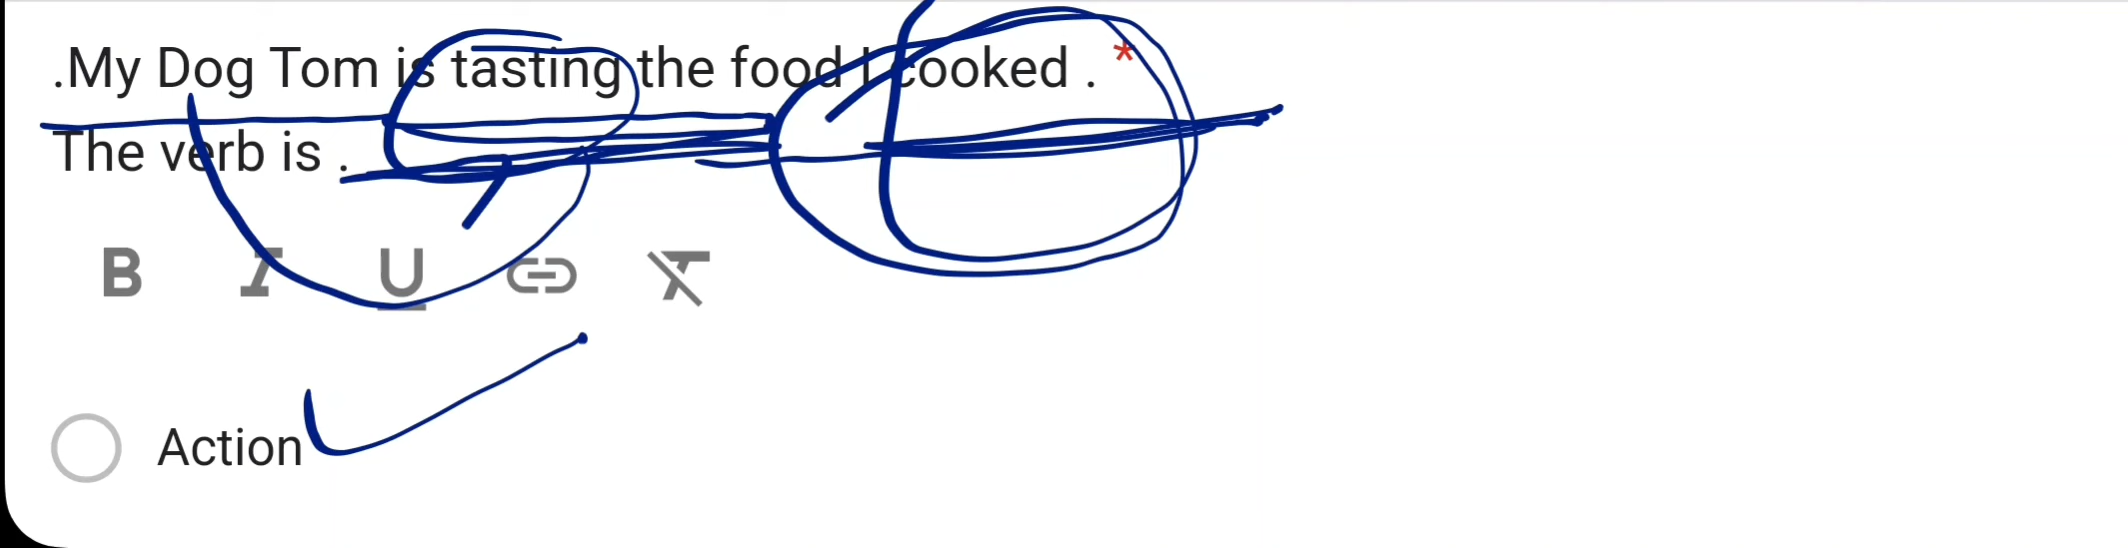 .My Dog Tom is tasting the food I cooked . *
The verb is .
B I U
Action